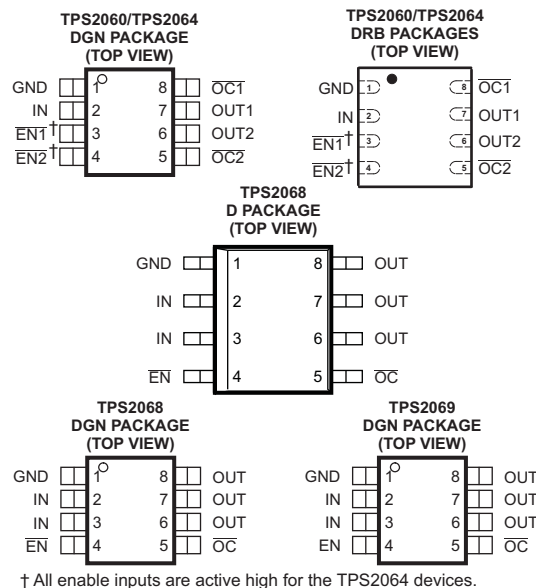 TPS2060/TPS2064
DGN PACKAGE
(TOP VIEW)
GND 1 8 OC1
IN 2 7 OUT1
EN1† 3 6 OUT2
EN2† 4 5 OC2
TPS2060/TPS2064
DRB PACKAGES
(TOP VIEW)
GND 1 8 OC1
IN 2 7 OUT1
EN1† 3 6 OUT2
EN2† 4 5 OC2
TPS2068
D PACKAGE
(TOP VIEW)
GND 1 8 OUT
IN 2 7 OUT
IN 3 6 OUT
EN 4 5 OC
TPS2068
DGN PACKAGE
(TOP VIEW)
GND 1 8 OUT
IN 2 7 OUT
IN 3 6 OUT
EN 4 5 OC
TPS2069
DGN PACKAGE
(TOP VIEW)
GND 1 8 OUT
IN 2 7 OUT
IN 3 6 OUT
EN 4 5 OC
† All enable inputs are active high for the TPS2064 devices.